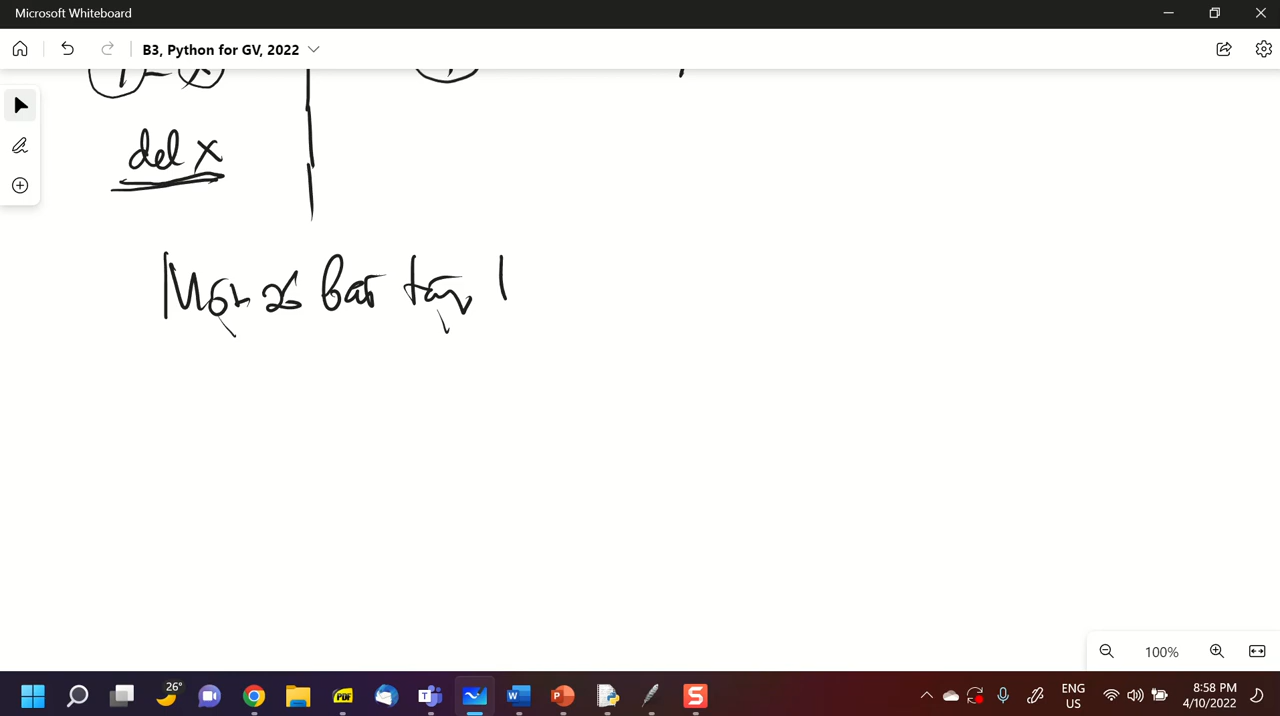 Microsoft Whiteboard
B3, Python for GV, 2022
del x
Một số bài tập
100%
26°
PDF
ENG
US
8:58 PM
4/10/2022